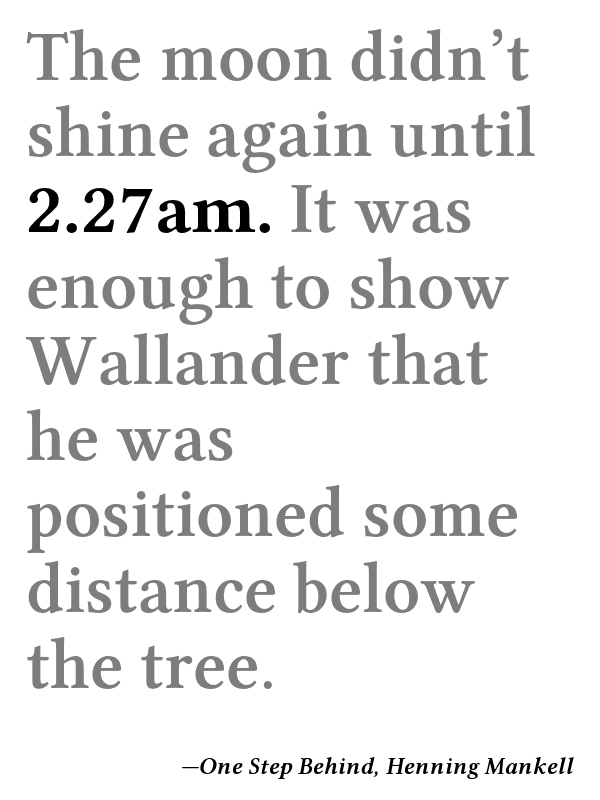 The moon didn’t
shine again until
2.27am. It was
enough to show
Wallander that
he was
positioned some
distance below
the tree.
—One Step Behind, Henning Mankell